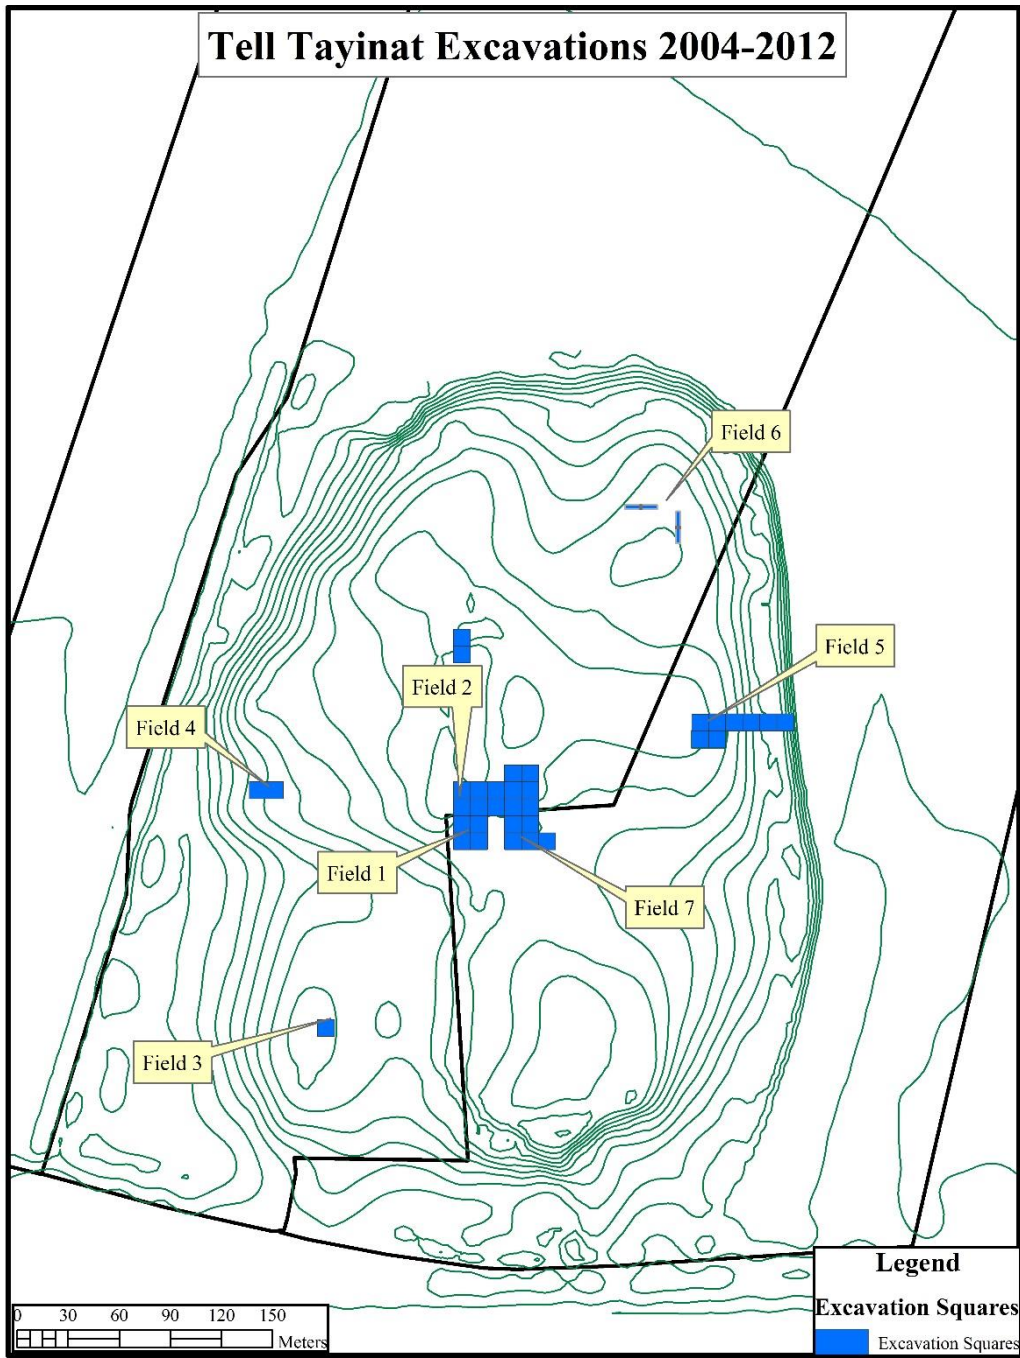 Tell Tayinat Excavations 2004-2012
Field 6
Field 5
Field 2
Field 4
Field 1
Field 7
Field 3
Legend
Excavation Squares
Excavation Squares
0 30 60 90 120 150
Meters